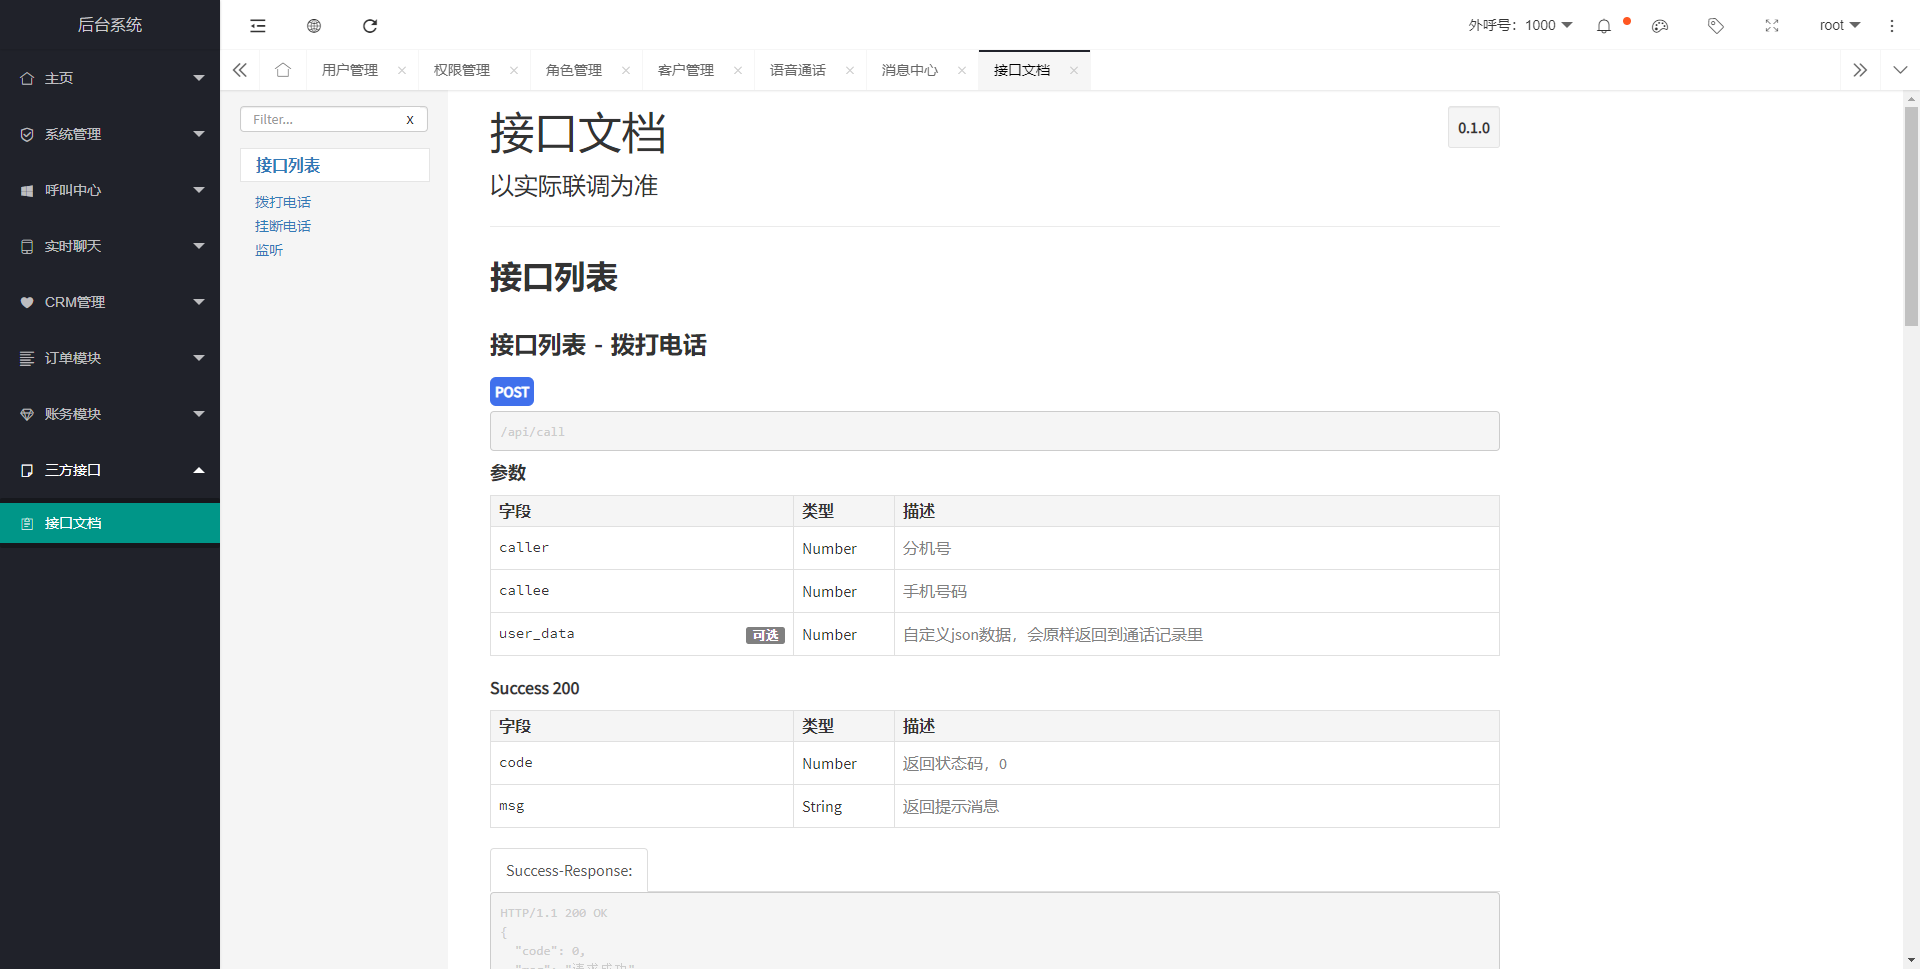 后台系统
外呼号：1000
root
主页
系统管理
呼叫中心
实时聊天
CRM管理
订单模块
账务模块
三方接口
接口文档
用户管理
权限管理
角色管理
客户管理
语音通话
消息中心
接口文档
Filter...
X
接口列表
拨打电话
挂断电话
监听
接口文档
0.1.0
以实际联调为准
接口列表
接口列表 - 拨打电话
POST
/api/call
参数
字段 类型 描述
caller Number 分机号
callee Number 手机号码
user_data 可选 Number 自定义json数据，会原样返回到通话记录里
Success 200
字段 类型 描述
code Number 返回状态码，0
msg String 返回提示消息
Success-Response:
HTTP/1.1 200 OK
{
"code": 0,
"msg": "请求成功"